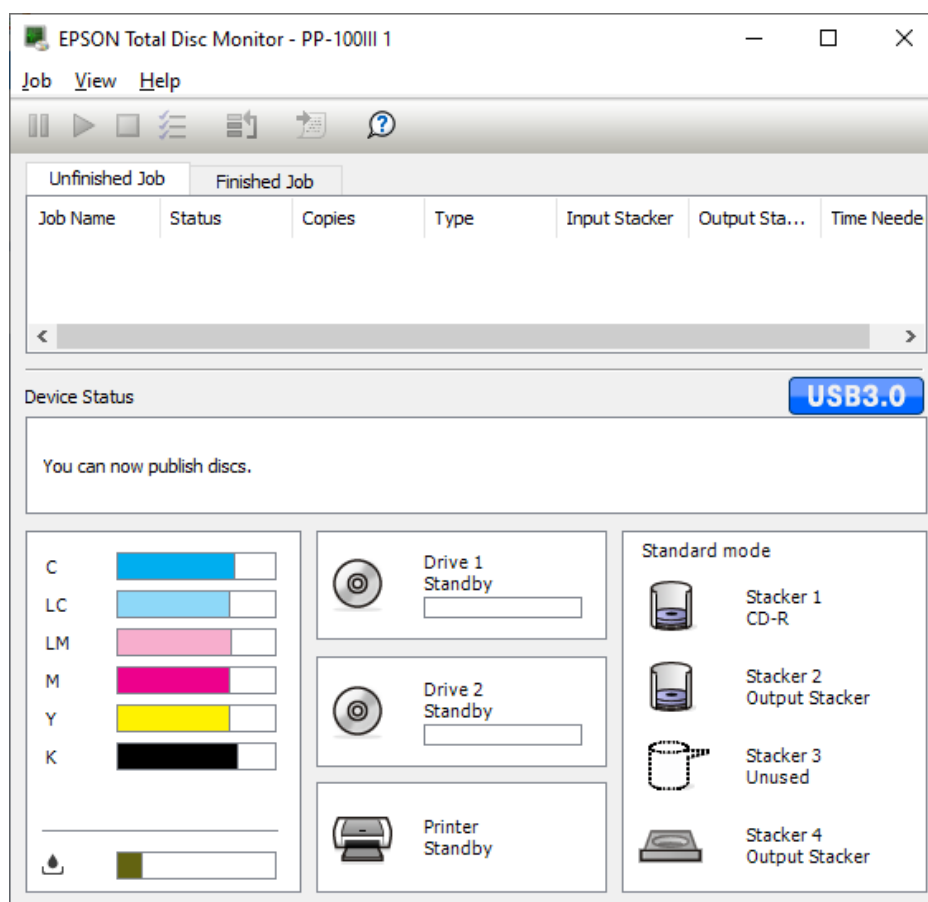 EPSON Total Disc Monitor - PP-100III 1
Job View Help
Unfinished Job Finished Job
Job Name Status Copies Type Input Stacker Output Sta... Time Neede
Device Status USB3.0
You can now publish discs.
C
LC
LM
M
Y
K
Drive 1
Standby
Drive 2
Standby
Printer
Standby
Standard mode
Stacker 1
CD-R
Stacker 2
Output Stacker
Stacker 3
Unused
Stacker 4
Output Stacker